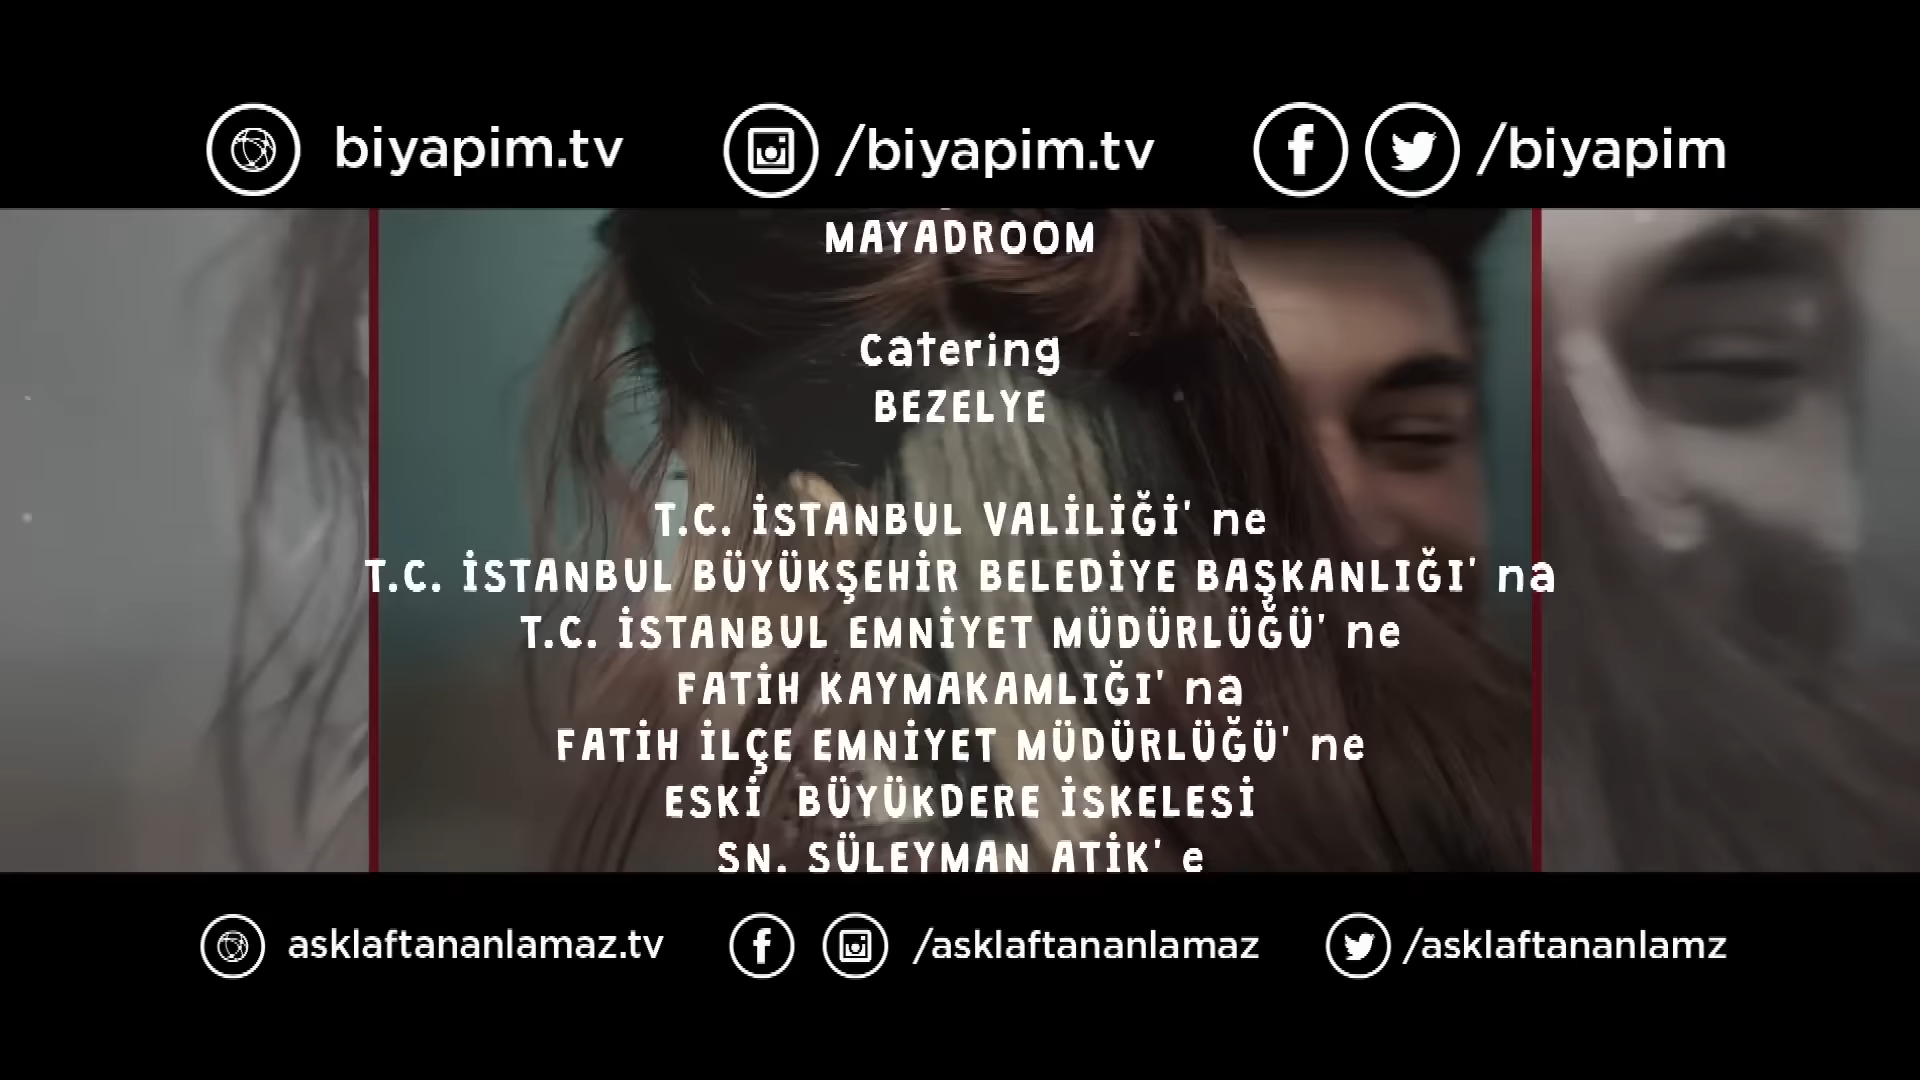 biyapim.tv
/biyapim.tv
/biyapim
MAYADROOM
Catering
BEZELYE
T.C. İSTANBUL VALİLİĞİ' ne
T.C. İSTANBUL BÜYÜKŞEHİR BELEDİYE BAŞKANLIĞI' na
T.C. İSTANBUL EMNİYET MÜDÜRLÜĞÜ' ne
FATİH KAYMAKAMLIĞI' na
FATİH İLÇE EMNİYET MÜDÜRLÜĞÜ' ne
ESKİ  BÜYÜKDERE İSKELESİ
SN. SÜLEYMAN ATİK' e
asklaftananlamaz.tv
/asklaftananlamaz
/asklaftananlamz